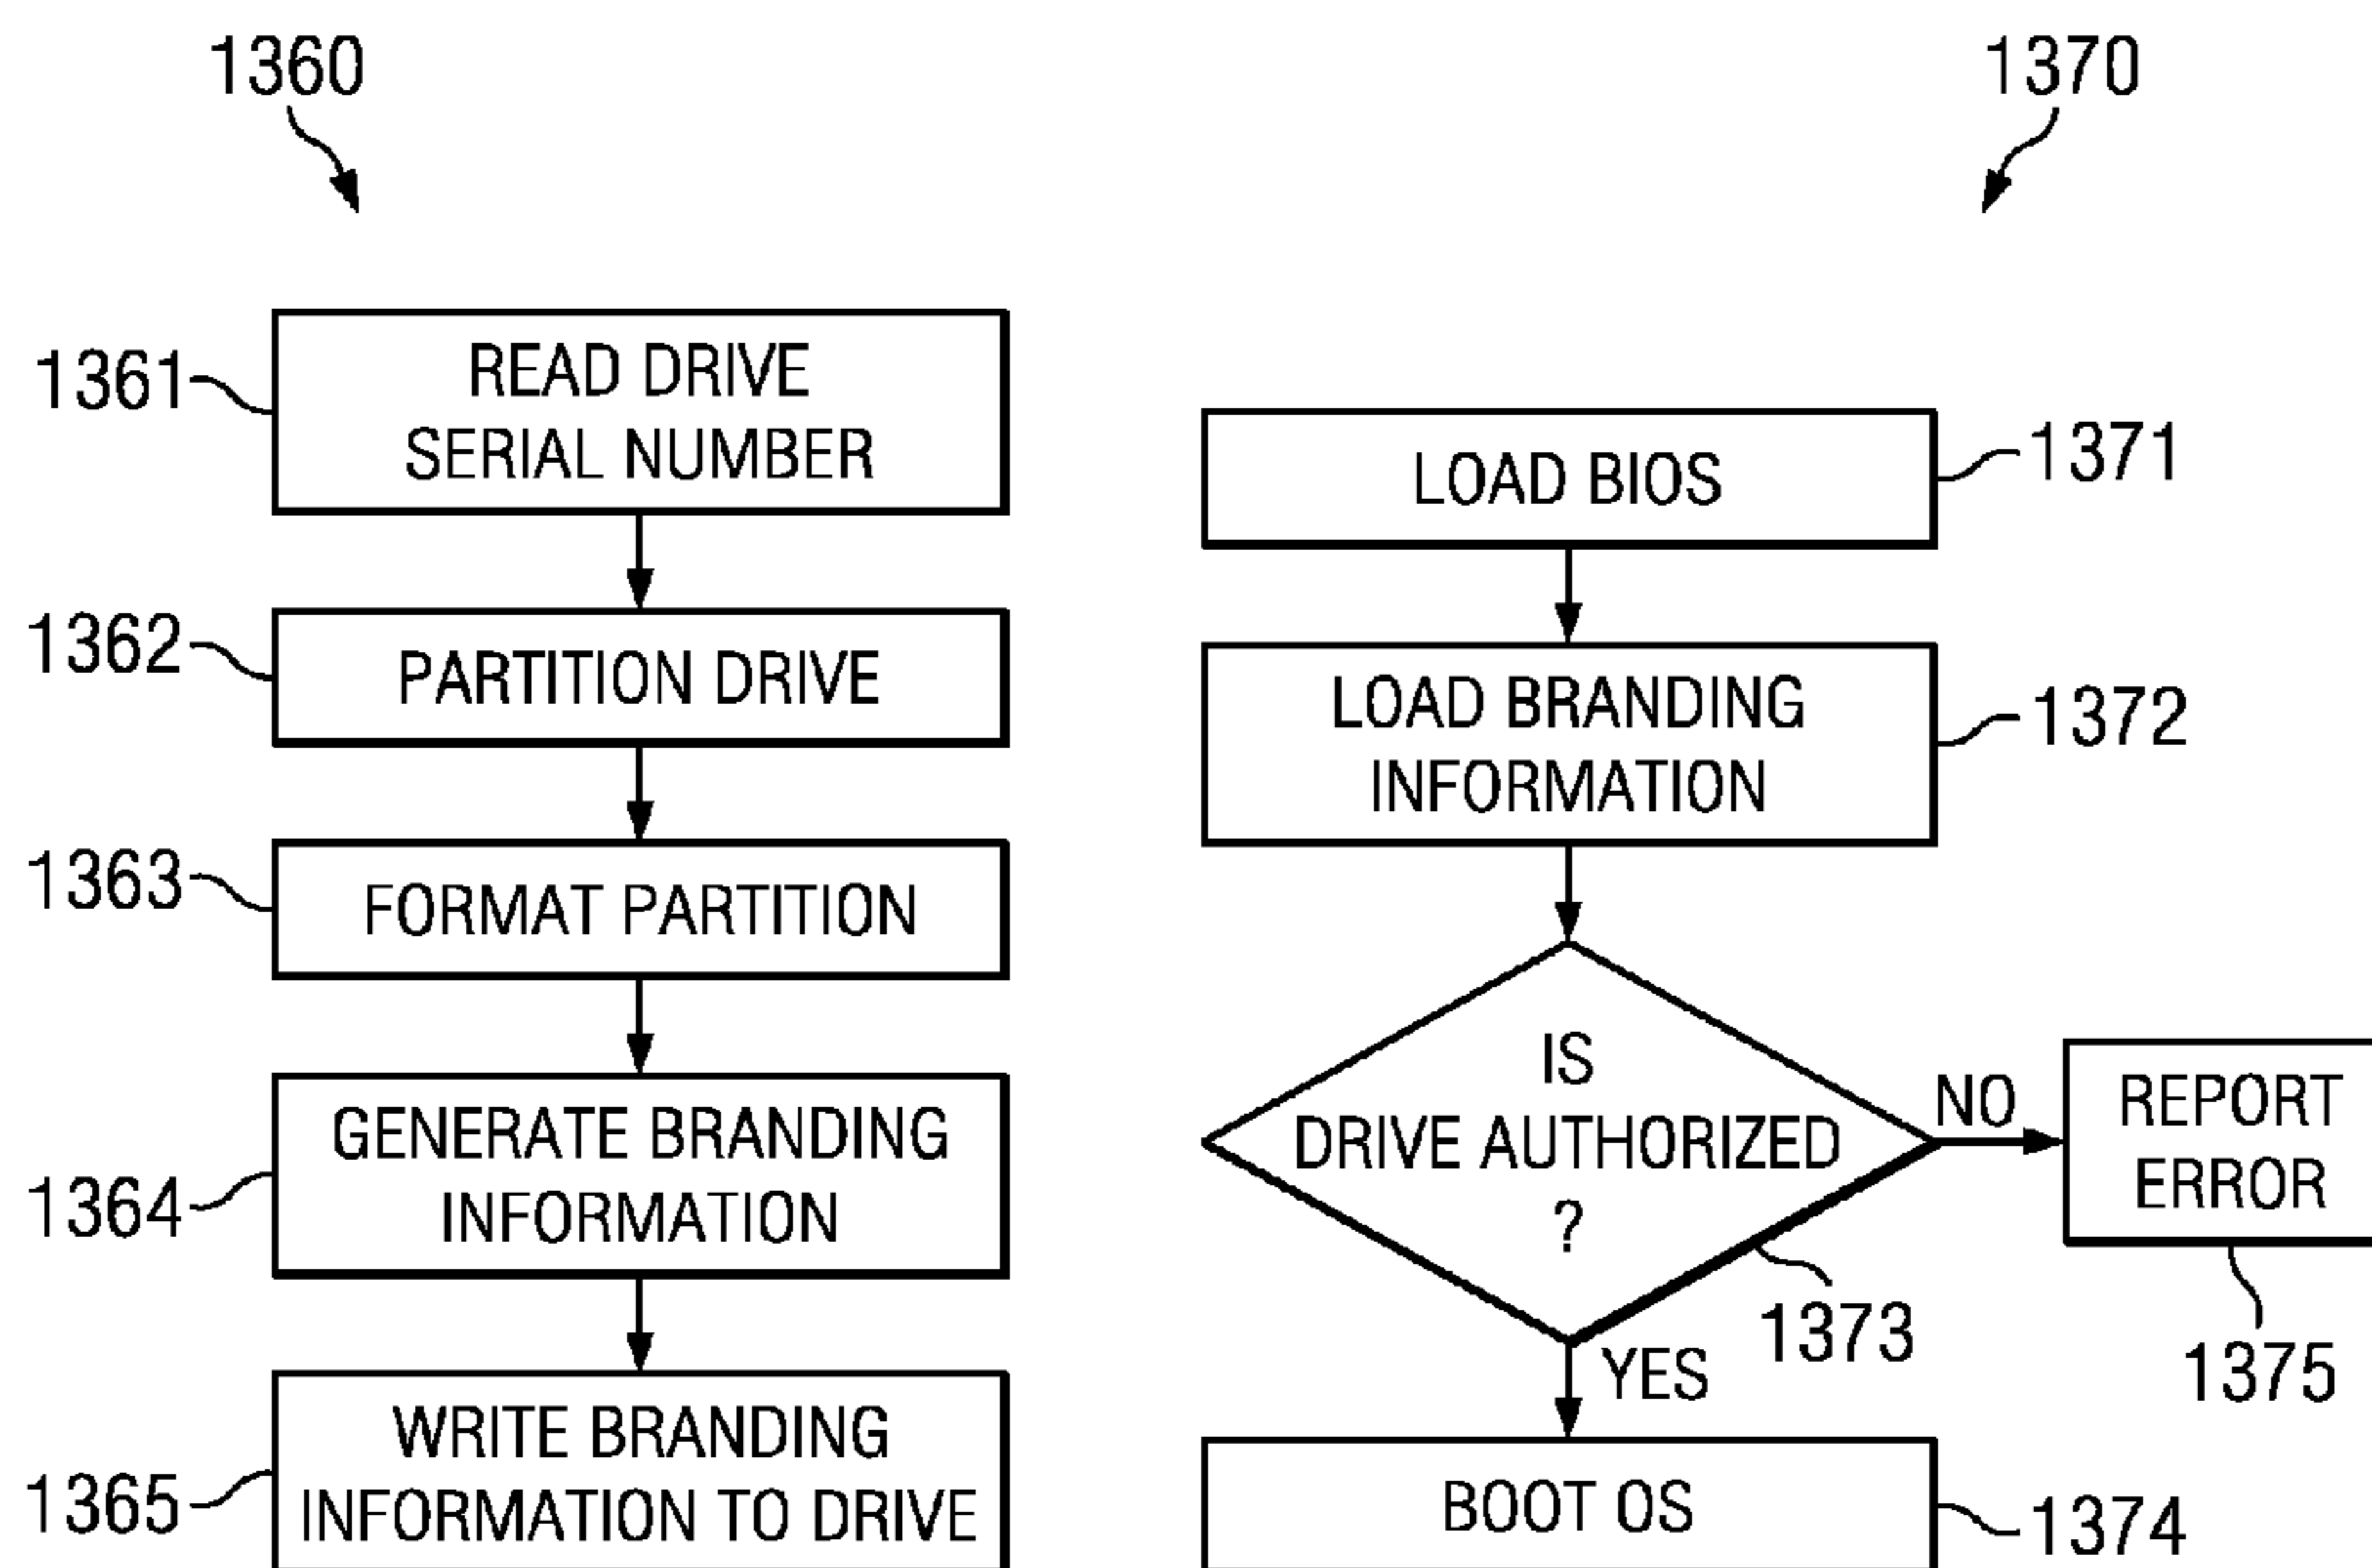 1360
1361
READ DRIVE
SERIAL NUMBER
1362
PARTITION DRIVE
1363
FORMAT PARTITION
1364
GENERATE BRANDING
INFORMATION
1365
WRITE BRANDING
INFORMATION TO DRIVE
1370
LOAD BIOS
1371
LOAD BRANDING
INFORMATION
1372
IS
DRIVE AUTHORIZED
?
1373
NO
REPORT
ERROR
1375
YES
BOOT OS
1374